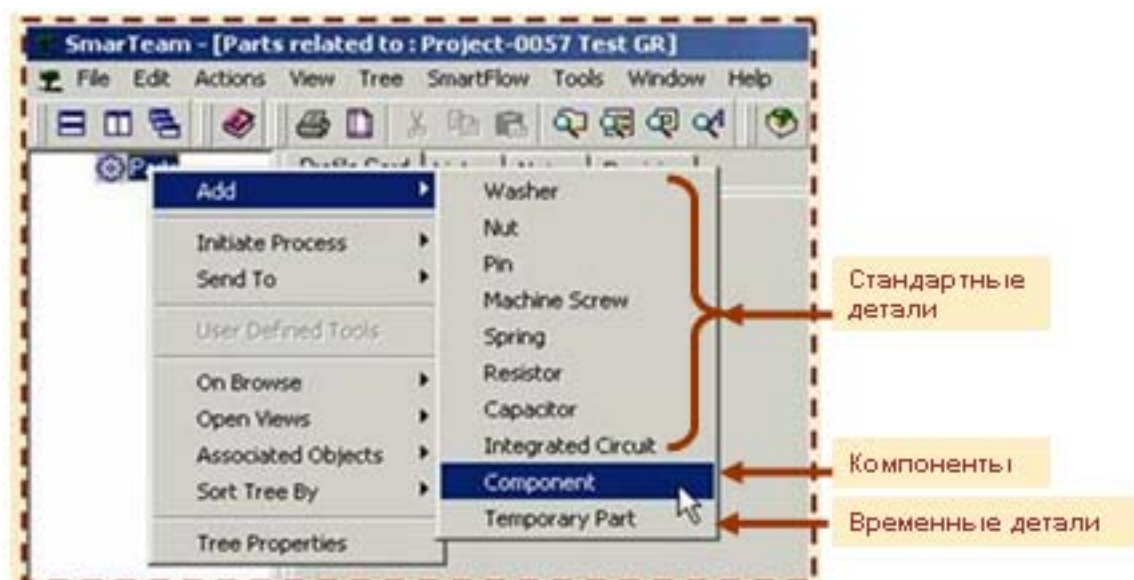 SmarTeam - [Parts related to : Project-0057 Test GR]
File Edit Actions View Tree SmartFlow Tools Window Help
Add
Initiate Process
Send To
User Defined Tools
On Browse
Open Views
Associated Objects
Sort Tree By
Tree Properties
Washer
Nut
Pin
Machine Screw
Spring
Resistor
Capacitor
Integrated Circuit
Component
Temporary Part
Стандартные
детали
Компоненты
Временные детали